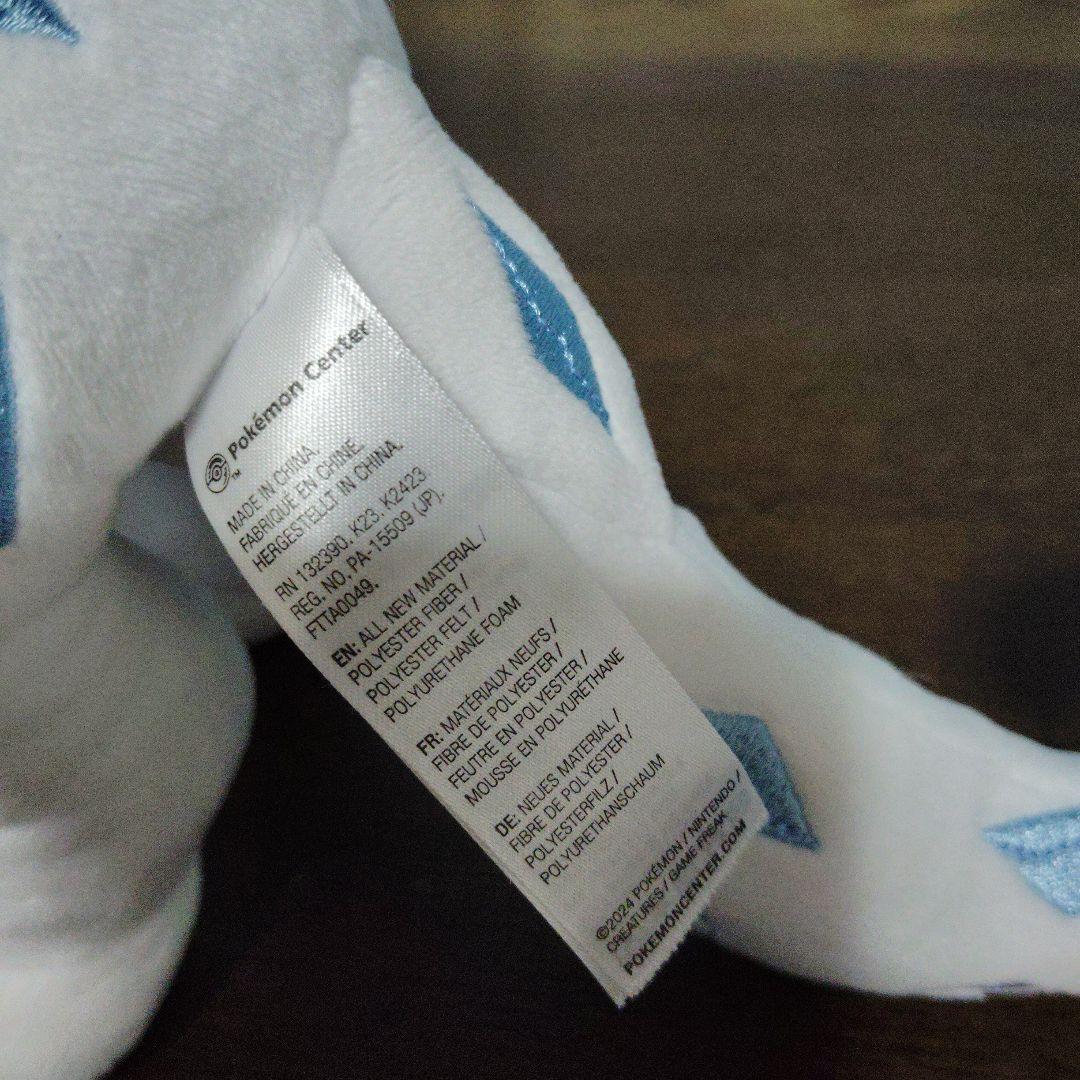 Pokémon Center
TM
MADE IN CHINA.
FABRIQUÉ EN CHINE.
HERGESTELLT IN CHINA.
RN 132390. K23. K2423
REG. NO. PA-15509 (JP).
FTTA0049.
EN: ALL NEW MATERIAL /
POLYESTER FIBER /
POLYESTER FELT /
POLYURETHANE FOAM
FR: MATÉRIAUX NEUFS /
FIBRE DE POLYESTER /
FEUTRE EN POLYESTER /
MOUSSE EN POLYURÉTHANE
DE: NEUES MATERIAL /
FIBRE DE POLYESTER /
POLYESTERFILZ /
POLYURETHANSCHAUM
©2024 POKÉMON / NINTENDO /
CREATURES / GAME FREAK
POKEMONCENTER.COM